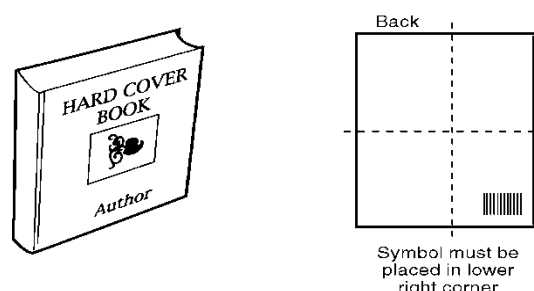 HARD COVER
BOOK
Author
Back
Symbol must be
placed in lower
right corner